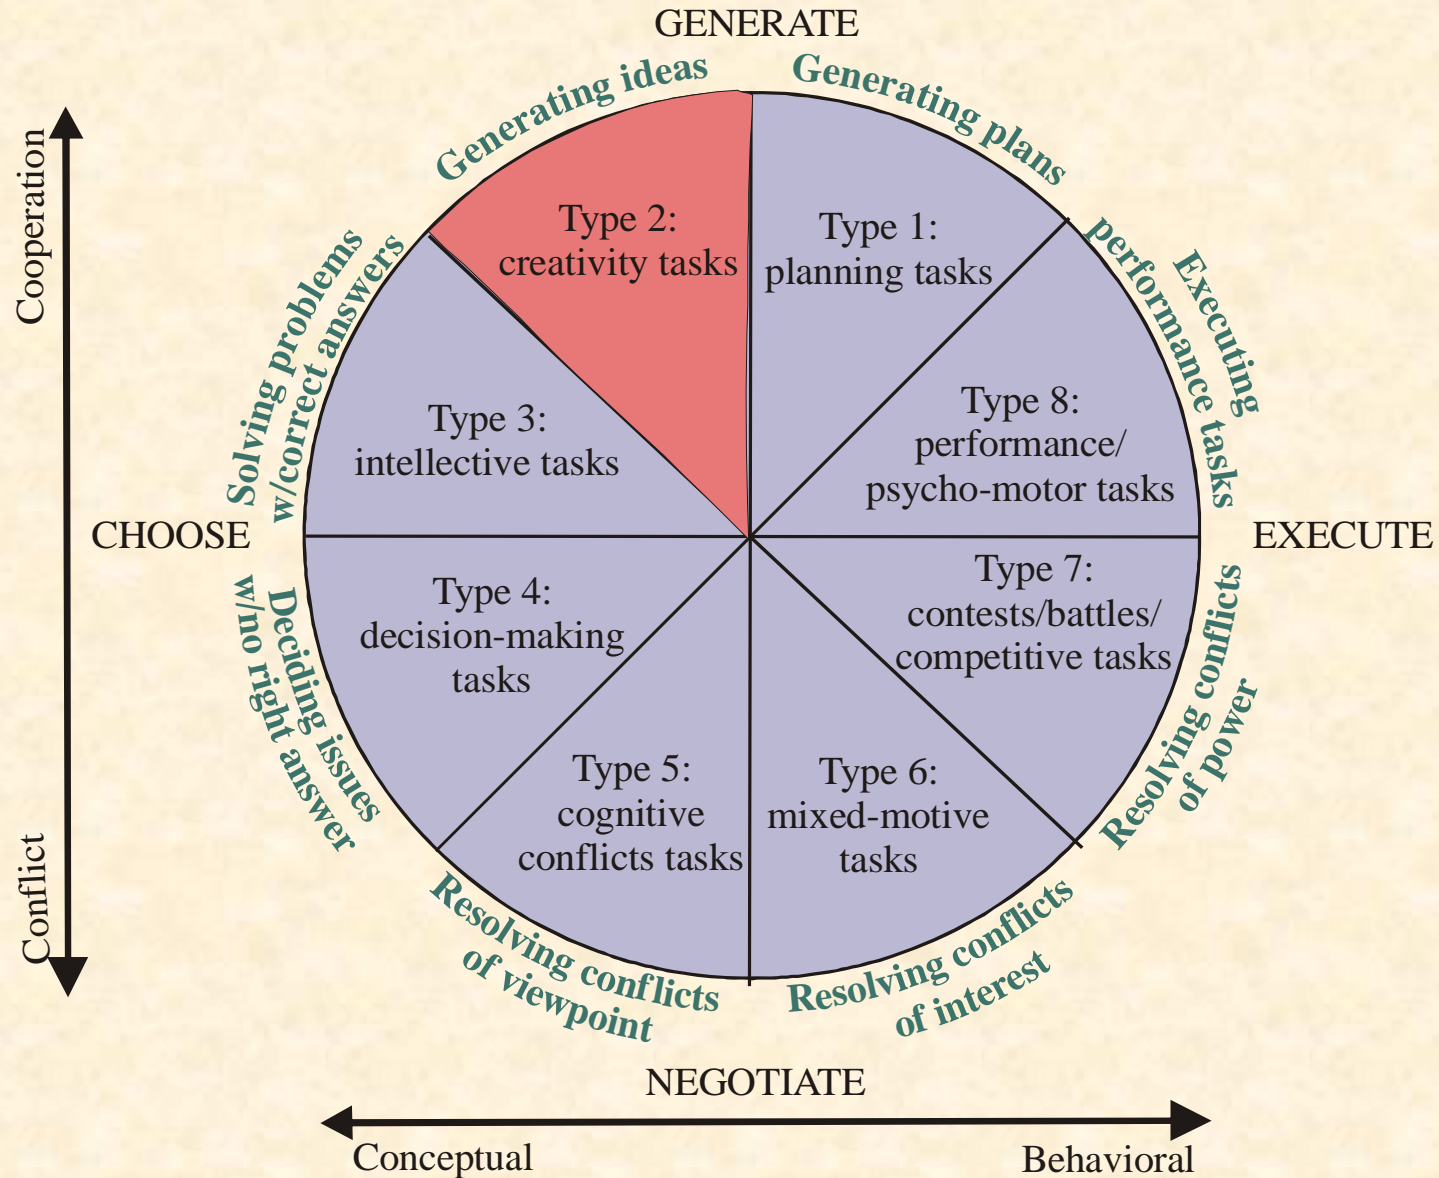 GENERATE
Generating ideas
Generating plans
Cooperation
Type 2:
creativity tasks
Type 1:
planning tasks
Solving problems
w/correct answers
Executing
performance tasks
Type 3:
intellective tasks
Type 8:
performance/
psycho-motor tasks
CHOOSE
EXECUTE
Type 4:
decision-making
tasks
Type 7:
contests/battles/
competitive tasks
Deciding issues
w/no right answer
Resolving conflicts
of power
Type 5:
cognitive
conflicts tasks
Type 6:
mixed-motive
tasks
Conflict
Resolving conflicts
of viewpoint
Resolving conflicts
of interest
NEGOTIATE
Conceptual
Behavioral